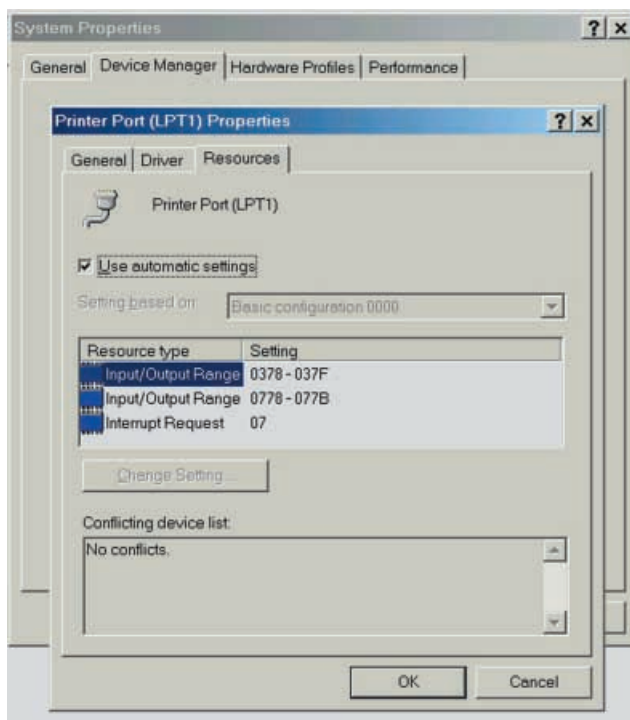 System Properties
? x
General Device Manager Hardware Profiles Performance
Printer Port (LPT1) Properties
? x
General Driver Resources
Printer Port (LPT1)
Use automatic settings
Setting based on: Basic configuration 0000
Resource type Setting
Input/Output Range 0378 - 037F
Input/Output Range 0778 - 077B
Interrupt Request 07
Change Setting...
Conflicting device list:
No conflicts.
OK Cancel